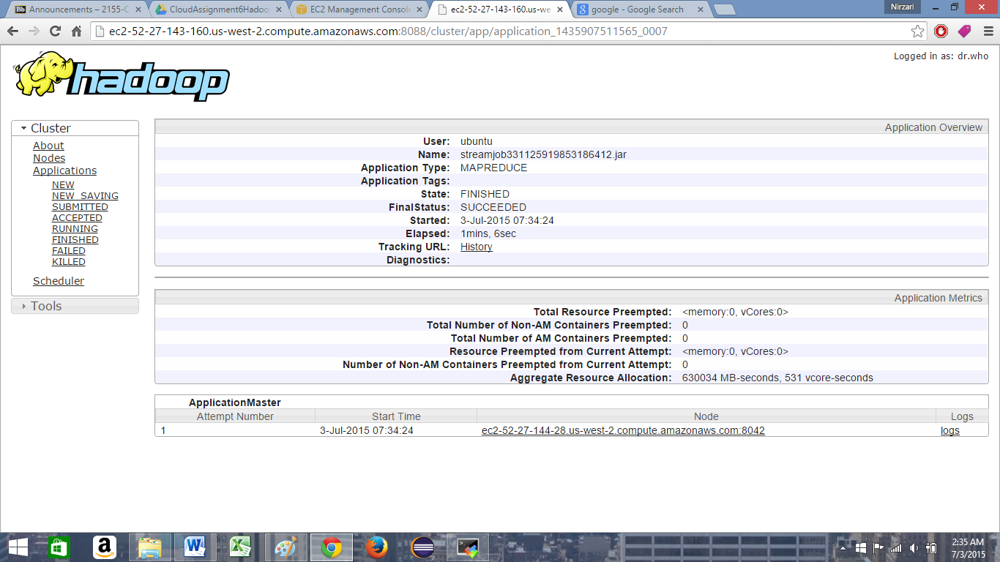 Announcements – 2155-C
CloudAssignment6Hadoop
EC2 Management Console
ec2-52-27-143-160.us-we
google - Google Search
Nirzari
ec2-52-27-143-160.us-west-2.compute.amazonaws.com:8088/cluster/app/application_1435907511565_0007
Logged in as: dr.who
hadoop
Cluster
About
Nodes
Applications
NEW
NEW_SAVING
SUBMITTED
ACCEPTED
RUNNING
FINISHED
FAILED
KILLED
Scheduler
Tools
Application Overview
User: ubuntu
Name: streamjob331125919853186412.jar
Application Type: MAPREDUCE
Application Tags:
State: FINISHED
FinalStatus: SUCCEEDED
Started: 3-Jul-2015 07:34:24
Elapsed: 1mins, 6sec
Tracking URL: History
Diagnostics:
Application Metrics
Total Resource Preempted: <memory:0, vCores:0>
Total Number of Non-AM Containers Preempted: 0
Total Number of AM Containers Preempted: 0
Resource Preempted from Current Attempt: <memory:0, vCores:0>
Number of Non-AM Containers Preempted from Current Attempt: 0
Aggregate Resource Allocation: 630034 MB-seconds, 531 vcore-seconds
ApplicationMaster
Attempt Number Start Time Node Logs
1 3-Jul-2015 07:34:24 ec2-52-27-144-28.us-west-2.compute.amazonaws.com:8042 logs
2:35 AM
7/3/2015